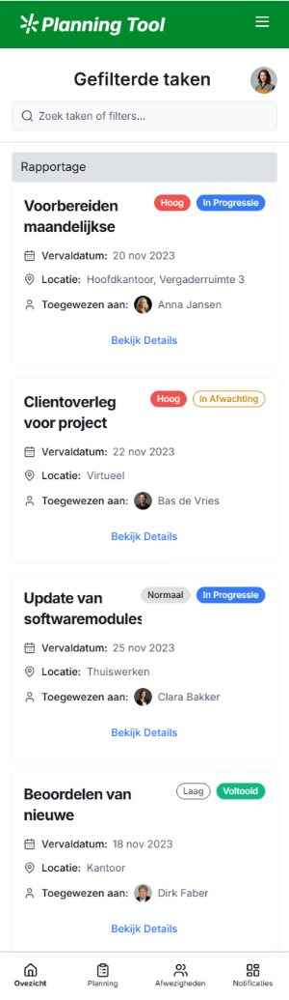 Planning Tool
Gefilterde taken
Zoek taken of filters...
Rapportage
Voorbereiden
maandelijkse
Hoog
In Progressie
Vervaldatum: 20 nov 2023
Locatie: Hoofdkantoor, Vergaderruimte 3
Toegewezen aan: Anna Jansen
Bekijk Details
Clientoverleg
voor project
Hoog
In Afwachting
Vervaldatum: 22 nov 2023
Locatie: Virtueel
Toegewezen aan: Bas de Vries
Bekijk Details
Update van
softwaremodules
Normaal
In Progressie
Vervaldatum: 25 nov 2023
Locatie: Thuiswerken
Toegewezen aan: Clara Bakker
Bekijk Details
Beoordelen van
nieuwe
Laag
Voltooid
Vervaldatum: 18 nov 2023
Locatie: Kantoor
Toegewezen aan: Dirk Faber
Bekijk Details
Ovezicht
Planning
Afwezigheden
Notificaties